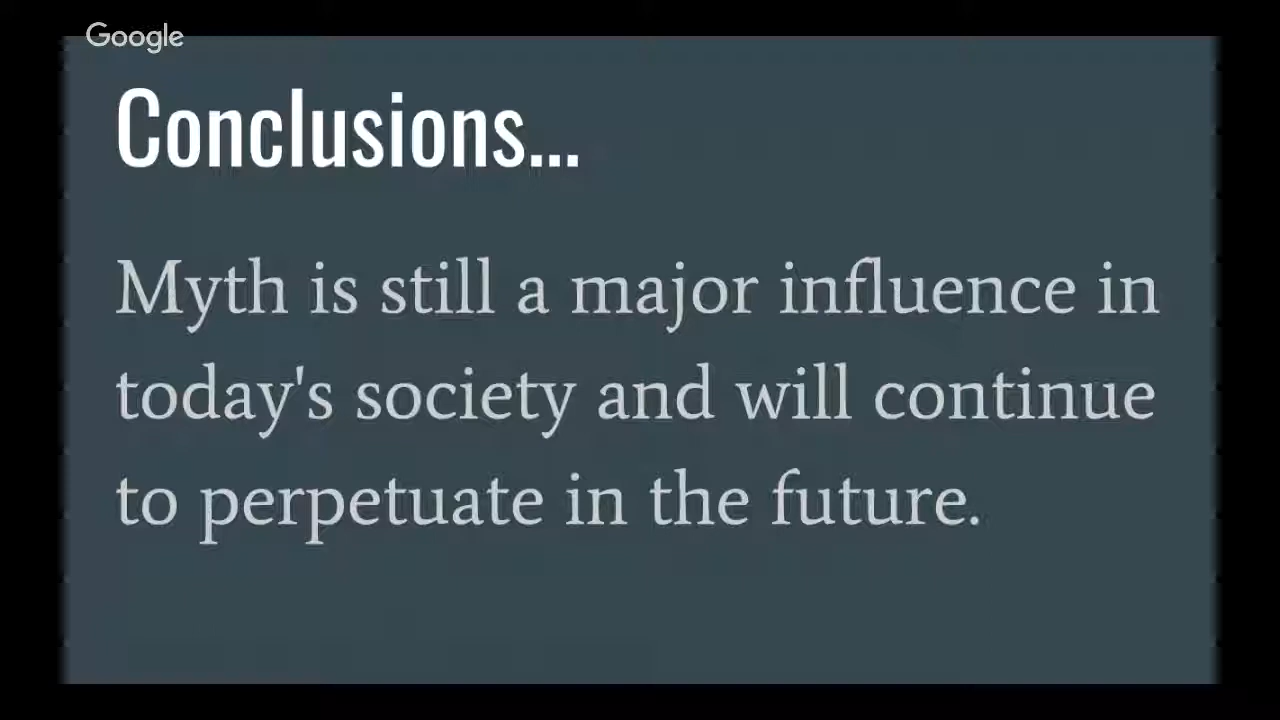 Google
Conclusions...
Myth is still a major influence in
today's society and will continue
to perpetuate in the future.